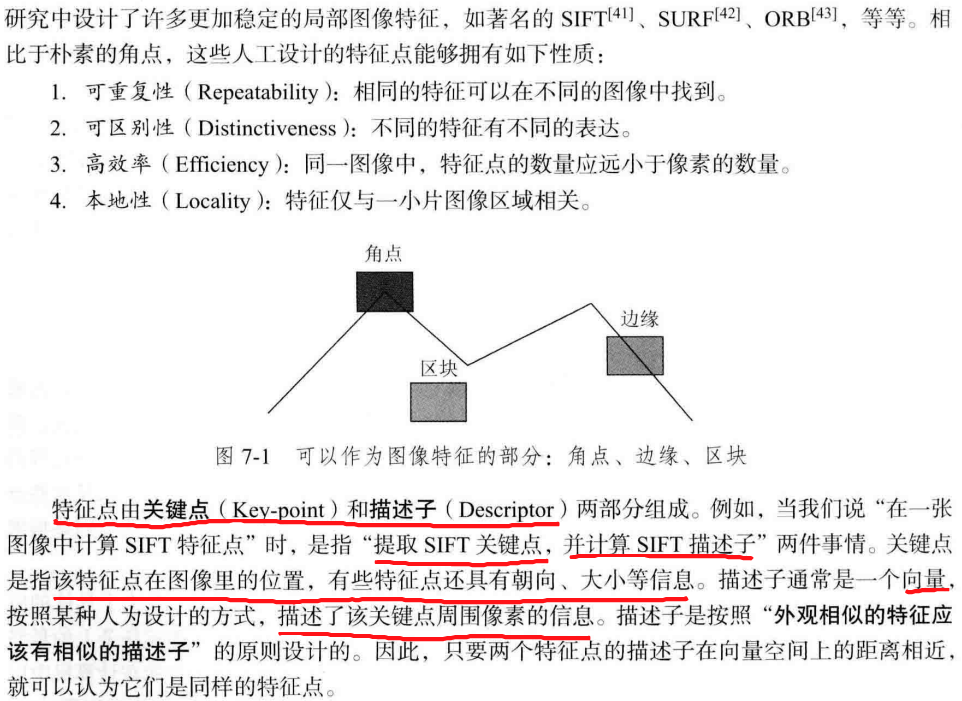 研究中设计了许多更加稳定的局部图像特征，如著名的 SIFT[41]、SURF[42]、ORB[43]，等等。相
比于朴素的角点，这些人工设计的特征点能够拥有如下性质：
1. 可重复性（Repeatability）：相同的特征可以在不同的图像中找到。
2. 可区别性（Distinctiveness）：不同的特征有不同的表达。
3. 高效率（Efficiency）：同一图像中，特征点的数量应远小于像素的数量。
4. 本地性（Locality）：特征仅与一小片图像区域相关。
角点
边缘
区块
图 7-1 可以作为图像特征的部分：角点、边缘、区块
特征点由关键点（Key-point）和描述子（Descriptor）两部分组成。例如，当我们说“在一张
图像中计算 SIFT 特征点”时，是指“提取 SIFT 关键点，并计算 SIFT 描述子”两件事情。关键点
是指该特征点在图像里的位置，有些特征点还具有朝向、大小等信息。描述子通常是一个向量，
按照某种人为设计的方式，描述了该关键点周围像素的信息。描述子是按照“外观相似的特征应
该有相似的描述子”的原则设计的。因此，只要两个特征点的描述子在向量空间上的距离相近，
就可以认为它们是同样的特征点。